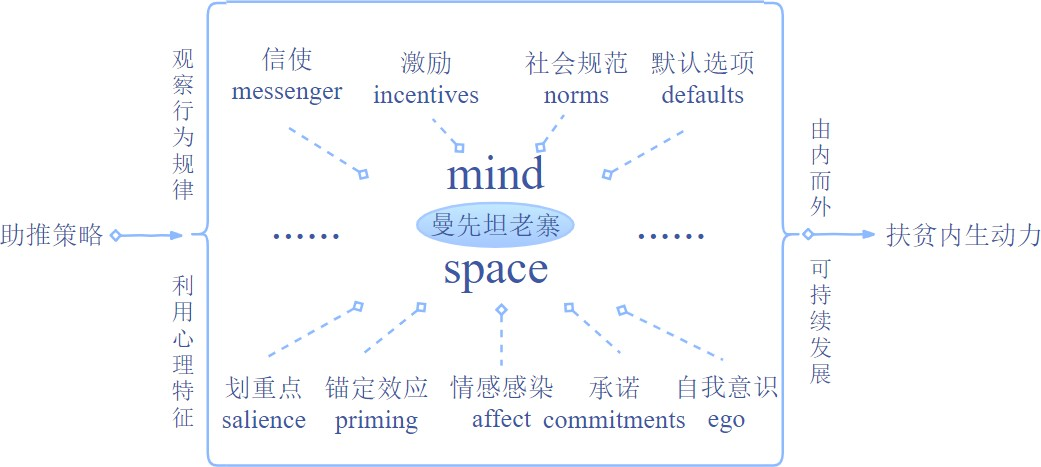 助推策略
观察行为规律
利用心理特征
信使
messenger
激励
incentives
社会规范
norms
默认选项
defaults
mind
……
曼先坦老寨
……
space
划重点
salience
锚定效应
priming
情感感染
affect
承诺
commitments
自我意识
ego
由内而外
可持续发展
扶贫内生动力